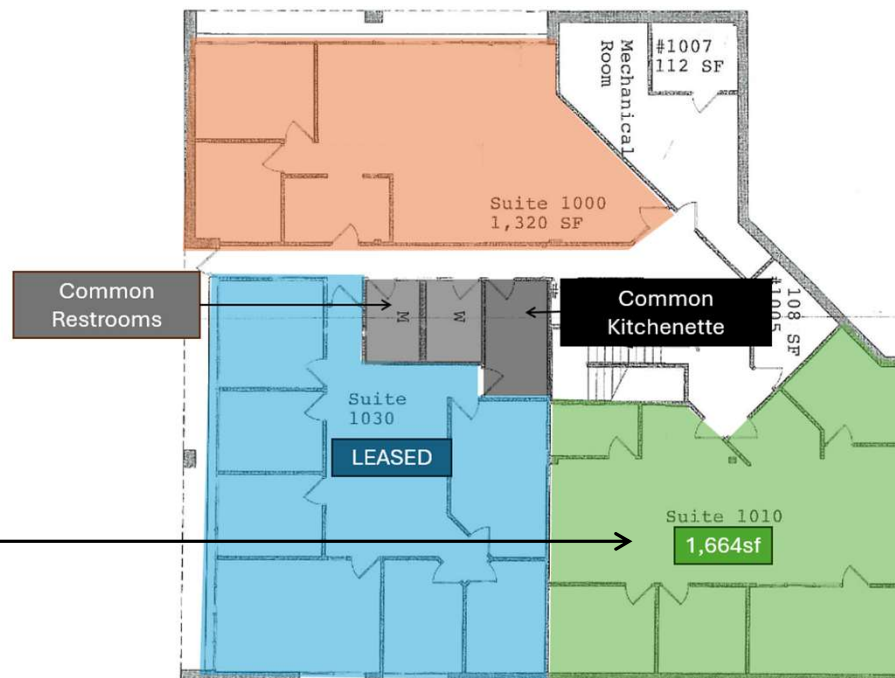 Mechanical
Room
#1007
112 SF
Suite 1000
1,320 SF
Common
Restrooms
M
W
#
Common
Kitchenette
108 SF
#1005
Suite
1030
LEASED
Suite 1010
1,664sf